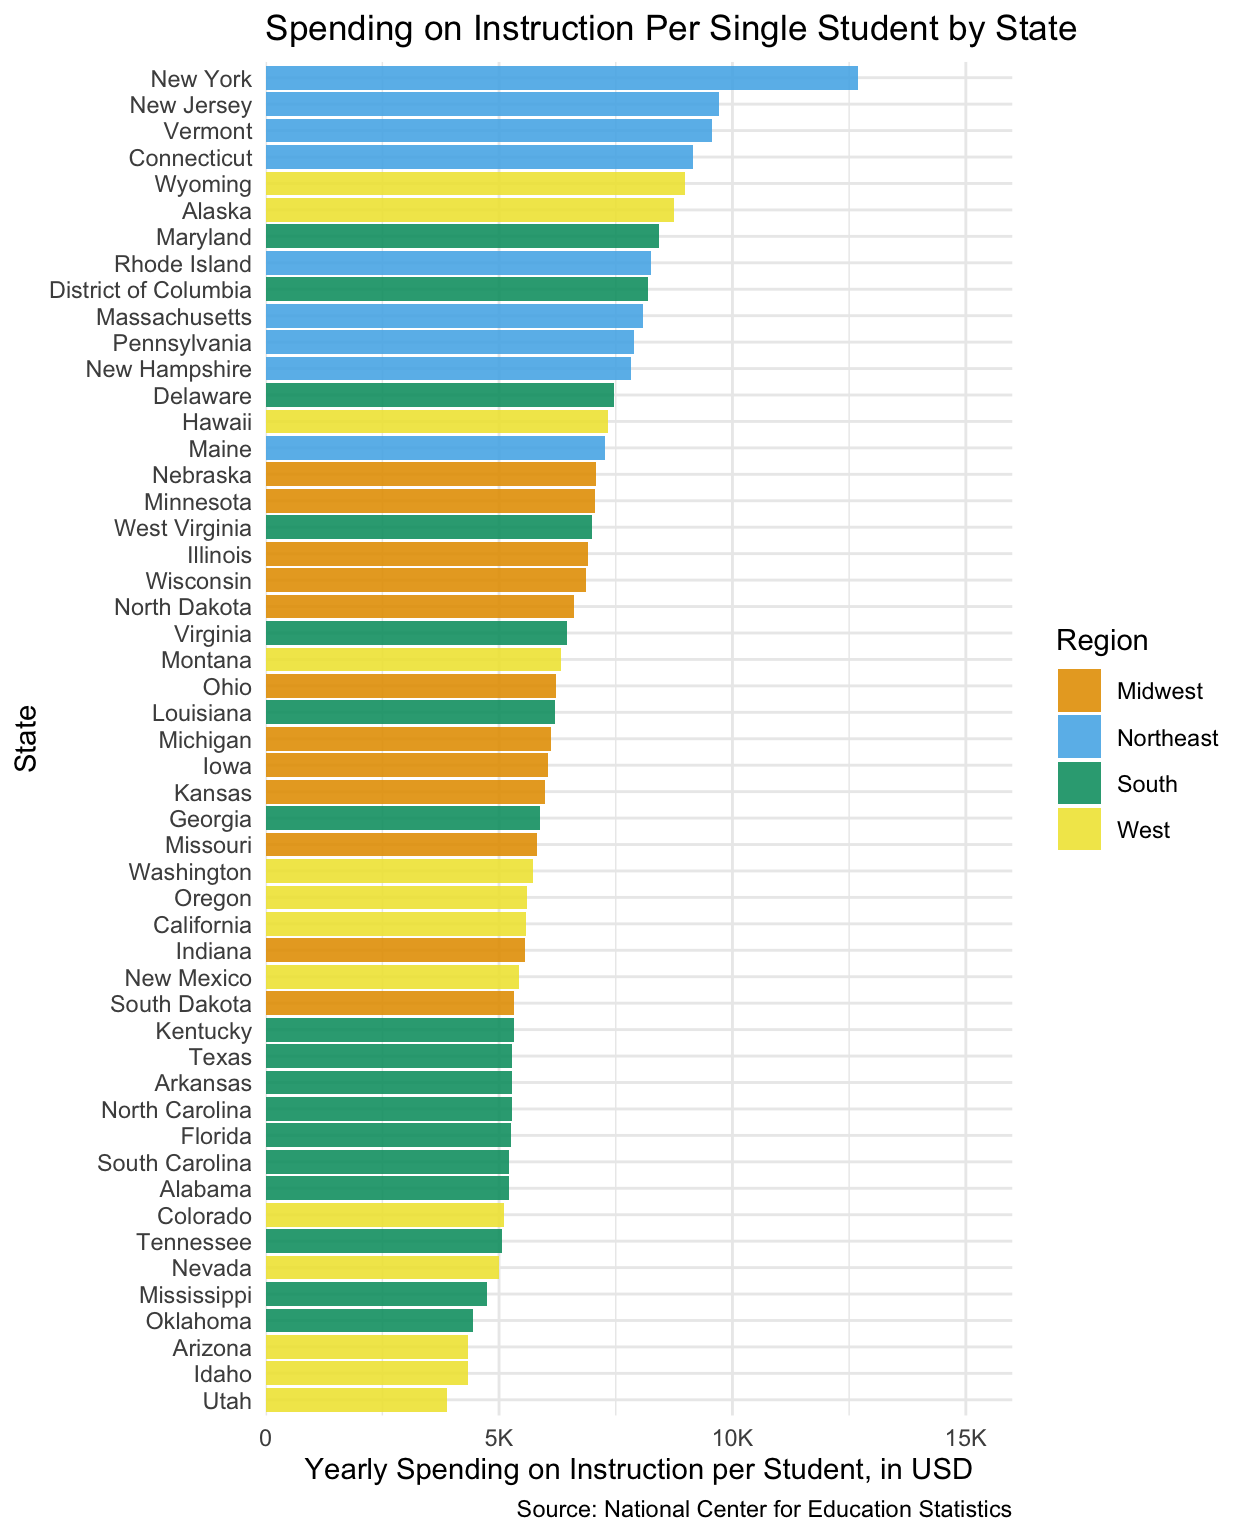 Spending on Instruction Per Single Student by State
New York
New Jersey
Vermont
Connecticut
Wyoming
Alaska
Maryland
Rhode Island
District of Columbia
Massachusetts
Pennsylvania
New Hampshire
Delaware
Hawaii
Maine
Nebraska
Minnesota
West Virginia
Illinois
Wisconsin
North Dakota
Virginia
Montana
Ohio
Louisiana
Michigan
Iowa
Kansas
Georgia
Missouri
Washington
Oregon
California
Indiana
New Mexico
South Dakota
Kentucky
Texas
Arkansas
North Carolina
Florida
South Carolina
Alabama
Colorado
Tennessee
Nevada
Mississippi
Oklahoma
Arizona
Idaho
Utah
State
0 5K 10K 15K
Yearly Spending on Instruction per Student, in USD
Source: National Center for Education Statistics
Region
Midwest
Northeast
South
West